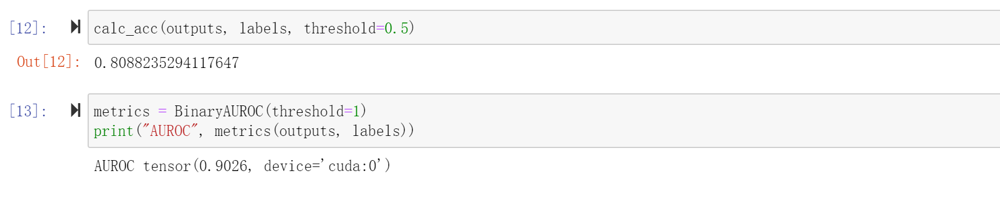 [12]: calc_acc(outputs, labels, threshold=0.5)
Out[12]: 0.8088235294117647
[13]: metrics = BinaryAUROC(threshold=1)
print("AUROC", metrics(outputs, labels))
AUROC tensor(0.9026, device='cuda:0')